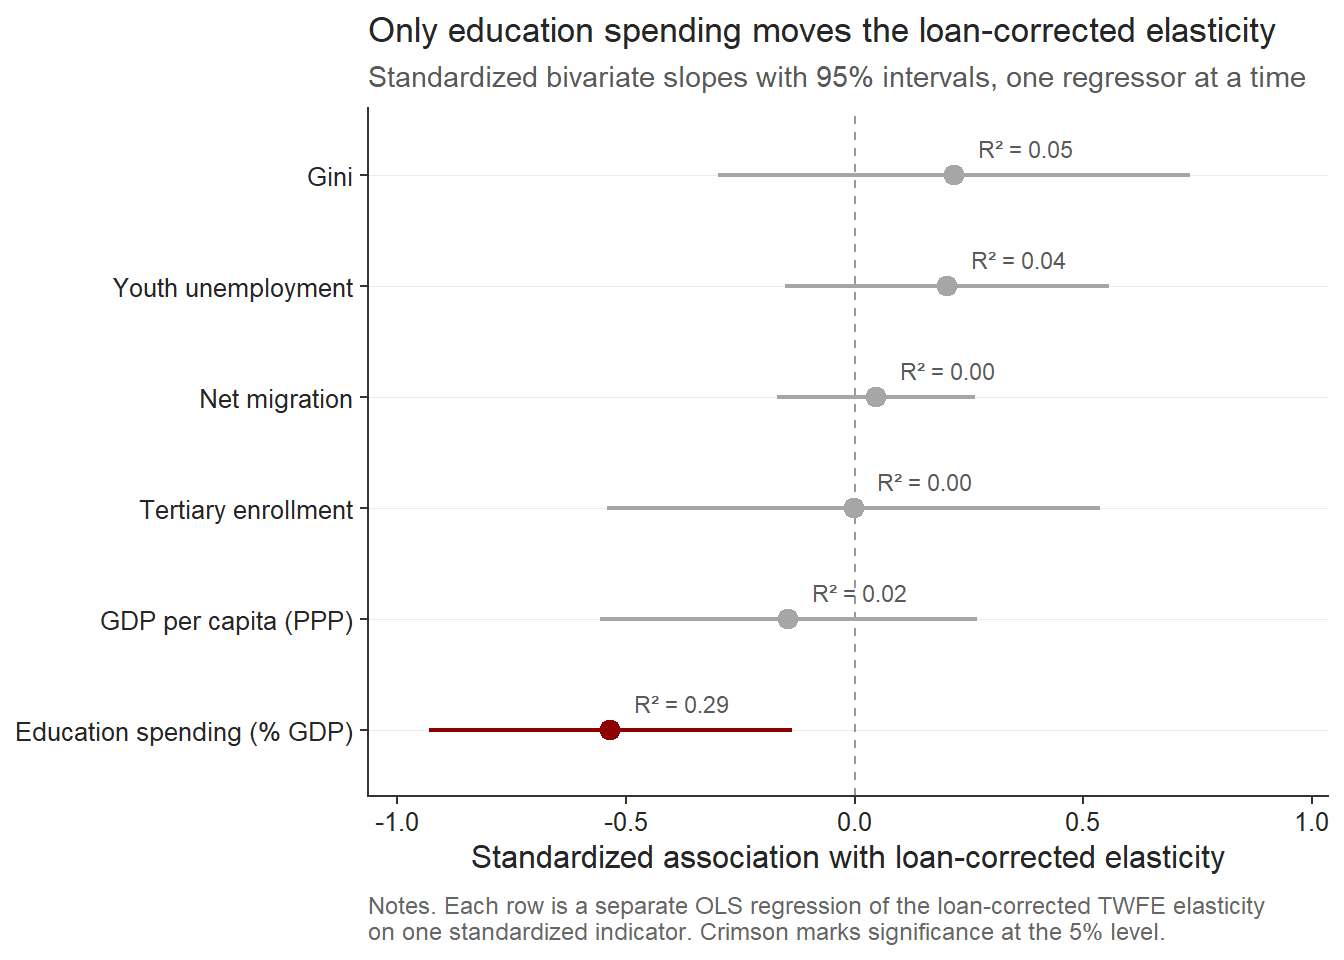 Only education spending moves the loan-corrected elasticity
Standardized bivariate slopes with 95% intervals, one regressor at a time
R² = 0.05
Gini
R² = 0.04
Youth unemployment
R² = 0.00
Net migration
R² = 0.00
Tertiary enrollment
R² = 0.02
GDP per capita (PPP)
R² = 0.29
Education spending (% GDP)
-1.0 -0.5 0.0 0.5 1.0
Standardized association with loan-corrected elasticity
Notes. Each row is a separate OLS regression of the loan-corrected TWFE elasticity
on one standardized indicator. Crimson marks significance at the 5% level.